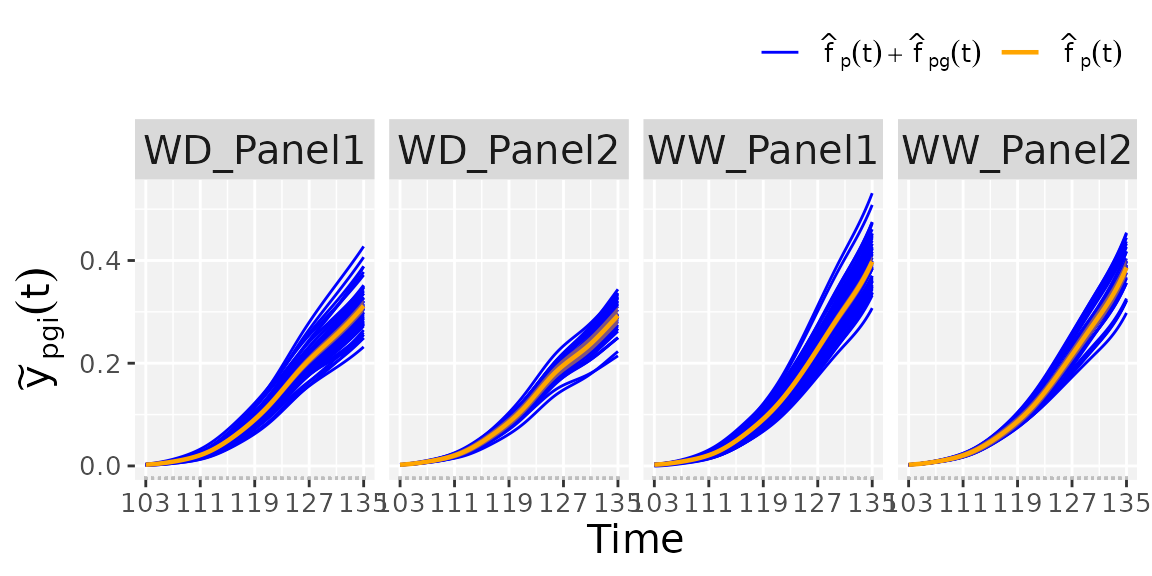 f̂ p(t) + f̂ pg(t) f̂ p(t)
WD_Panel1 WD_Panel2 WW_Panel1 WW_Panel2
ỹ pgi(t)
0.4
0.2
0.0
103 111 119 127 135 103 111 119 127 135 103 111 119 127 135 103 111 119 127 135
Time